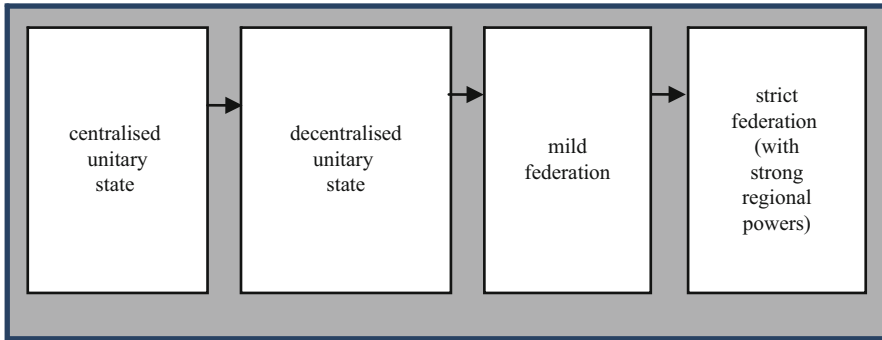 centralised
unitary
state
decentralised
unitary
state
mild
federation
strict
federation
(with
strong
regional
powers)